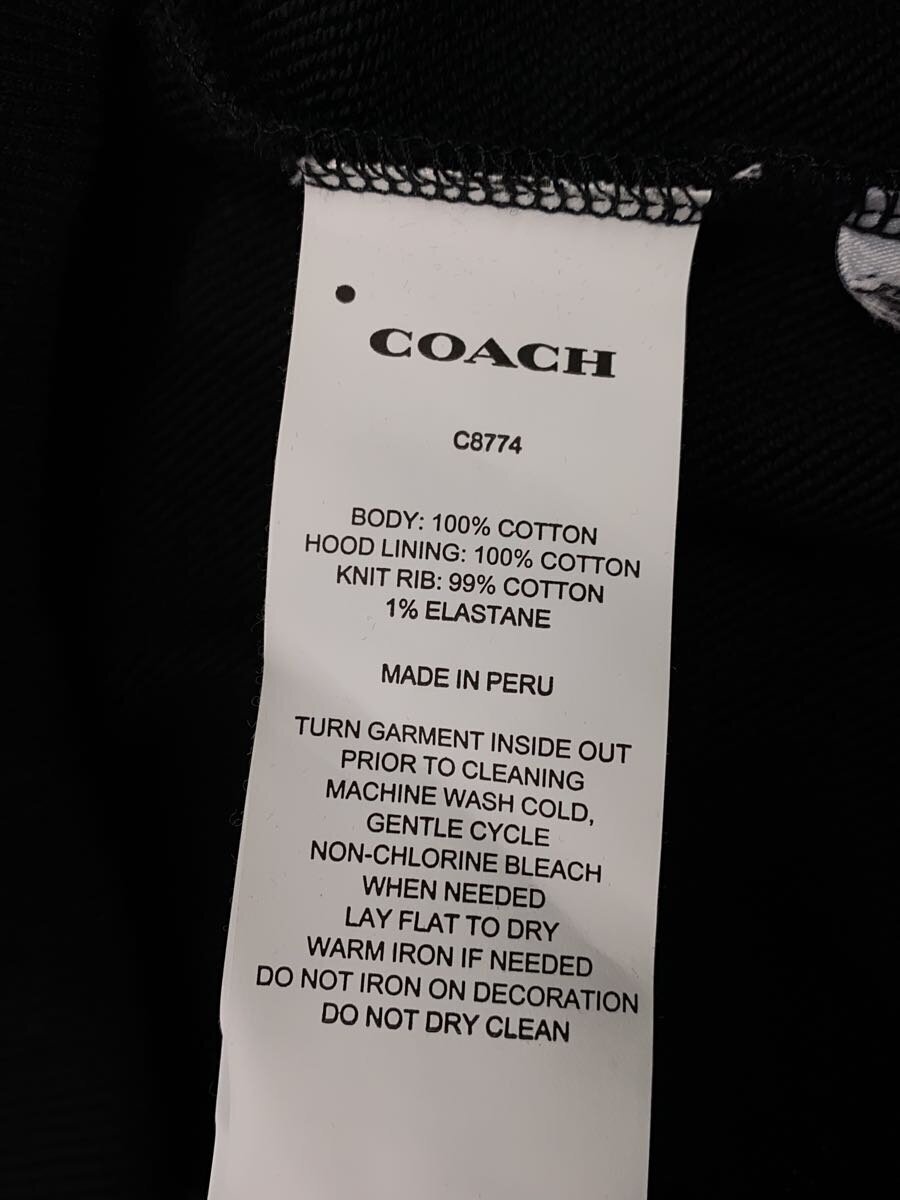 COACH
C8774
BODY: 100% COTTON
HOOD LINING: 100% COTTON
KNIT RIB: 99% COTTON
1% ELASTANE
MADE IN PERU
TURN GARMENT INSIDE OUT
PRIOR TO CLEANING
MACHINE WASH COLD,
GENTLE CYCLE
NON-CHLORINE BLEACH
WHEN NEEDED
LAY FLAT TO DRY
WARM IRON IF NEEDED
DO NOT IRON ON DECORATION
DO NOT DRY CLEAN